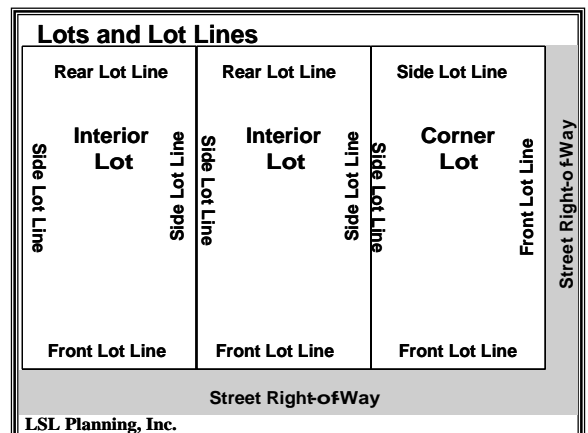 Lots and Lot Lines
Rear Lot Line
Rear Lot Line
Side Lot Line
Interior
Lot
Interior
Lot
Corner
Lot
Side Lot Line
Side Lot Line
Side Lot Line
Side Lot Line
Side Lot Line
Front Lot Line
Street Right-of-Way
Front Lot Line
Front Lot Line
Front Lot Line
Street Right-of-Way
LSL Planning, Inc.